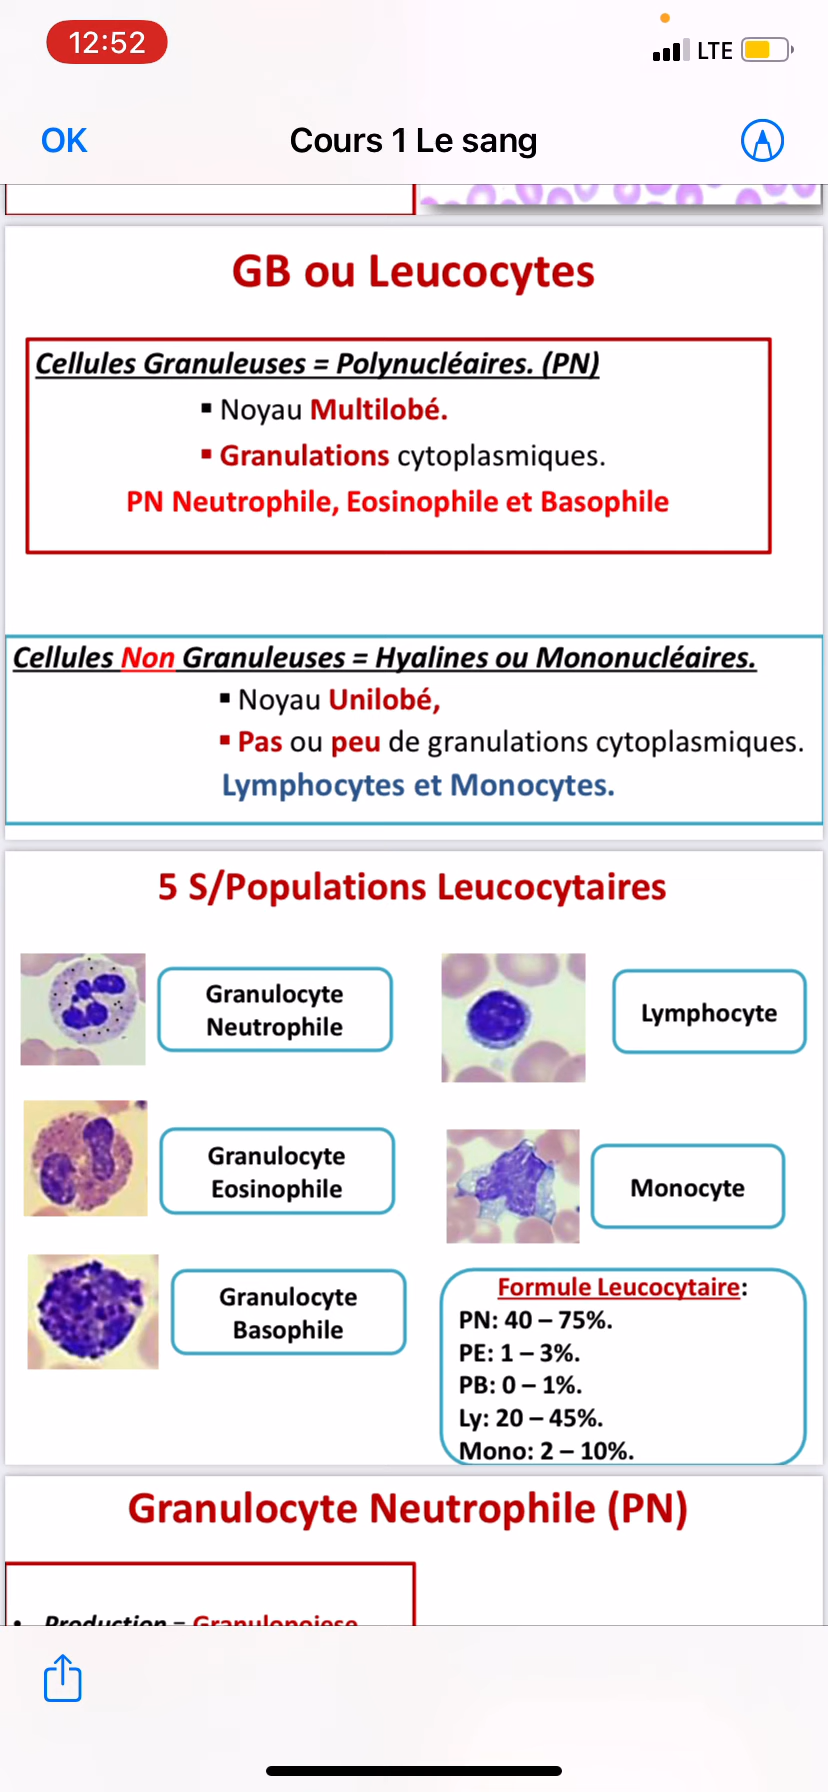 12:52
LTE
OK
Cours 1 Le sang
GB ou Leucocytes
Cellules Granuleuses = Polynucléaires. (PN)
▪ Noyau Multilobé.
▪ Granulations cytoplasmiques.
PN Neutrophile, Eosinophile et Basophile
Cellules Non Granuleuses = Hyalines ou Mononucléaires.
▪ Noyau Unilobé,
▪ Pas ou peu de granulations cytoplasmiques.
Lymphocytes et Monocytes.
5 S/Populations Leucocytaires
Granulocyte
Neutrophile
Lymphocyte
Granulocyte
Eosinophile
Monocyte
Granulocyte
Basophile
Formule Leucocytaire:
PN: 40 – 75%.
PE: 1 – 3%.
PB: 0 – 1%.
Ly: 20 – 45%.
Mono: 2 – 10%.
Granulocyte Neutrophile (PN)
• Production = Granulopoiese